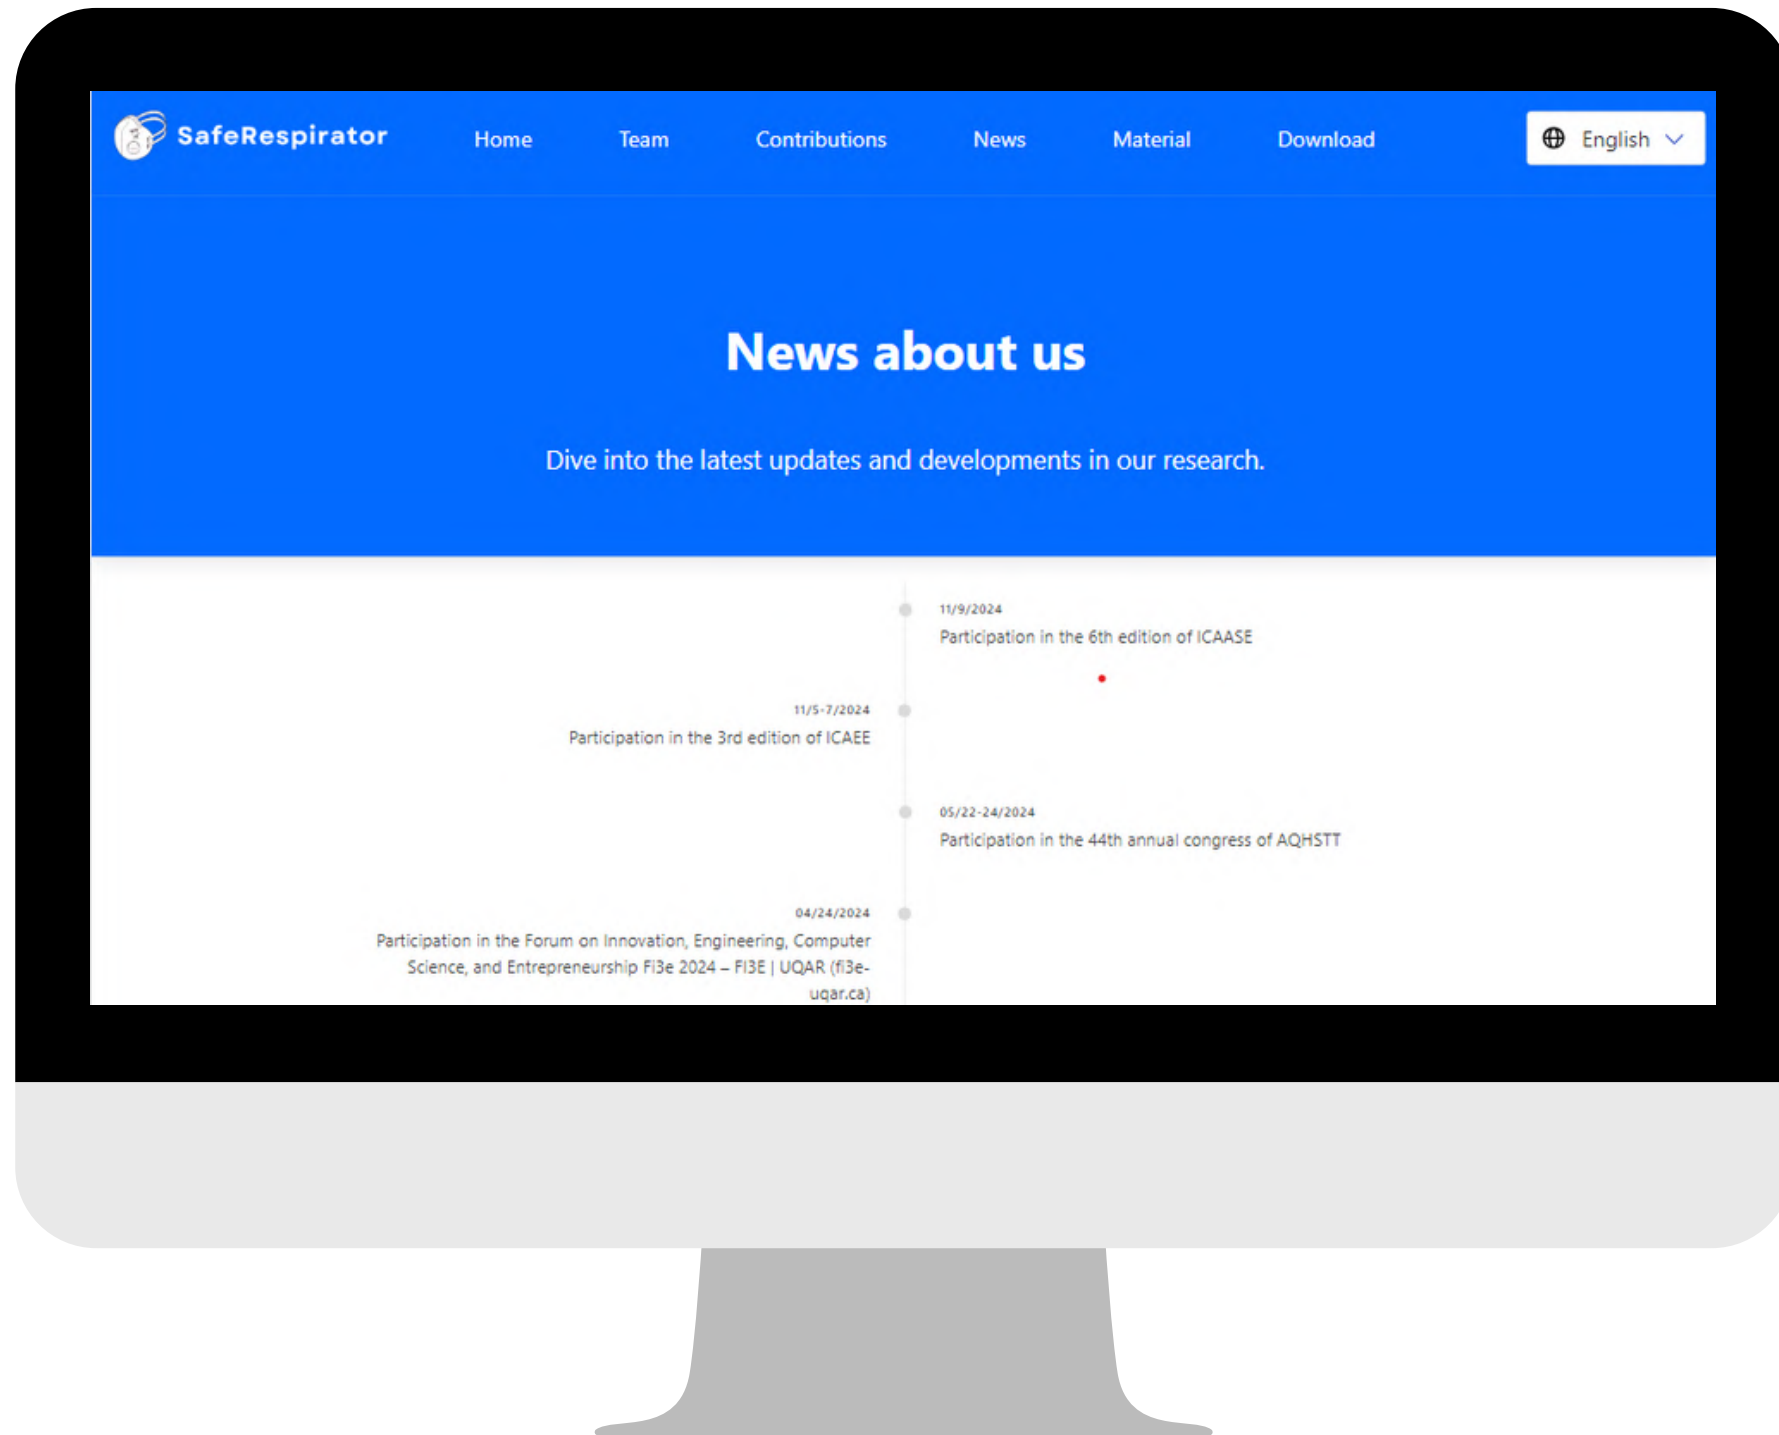 SafeRespirator
Home
Team
Contributions
News
Material
Download
English
News about us
Dive into the latest updates and developments in our research.
11/9/2024
Participation in the 6th edition of ICAASE
11/5-7/2024
Participation in the 3rd edition of ICAEE
05/22-24/2024
Participation in the 44th annual congress of AQHSTT
04/24/2024
Participation in the Forum on Innovation, Engineering, Computer
Science, and Entrepreneurship Fi3e 2024 – FI3E | UQAR (fi3e-
uqar.ca)